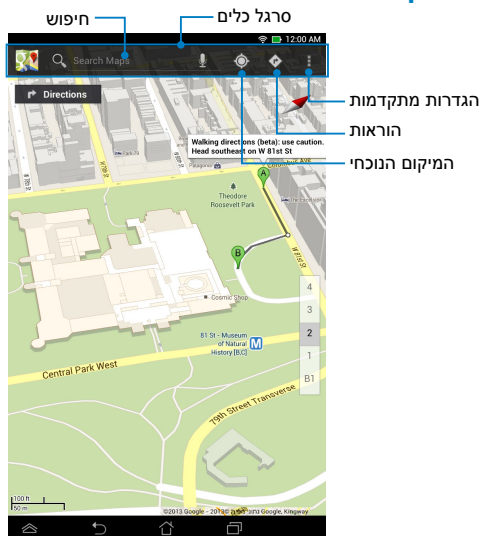 סרגל כלים
חיפוש
12:00 AM
Search Maps
Directions
הגדרות מתקדמות
הוראות
המיקום הנוכחי
Walking directions (beta): use caution.
Head southeast on W 81st St
A
Theodore
Roosevelt Park
W 81st St
B
Cosmic Shop
4
3
2
1
B1
81 St - Museum
of Natural
History [B,C]
M
Central Park West
79th Street Transverse
100 ft
50 m